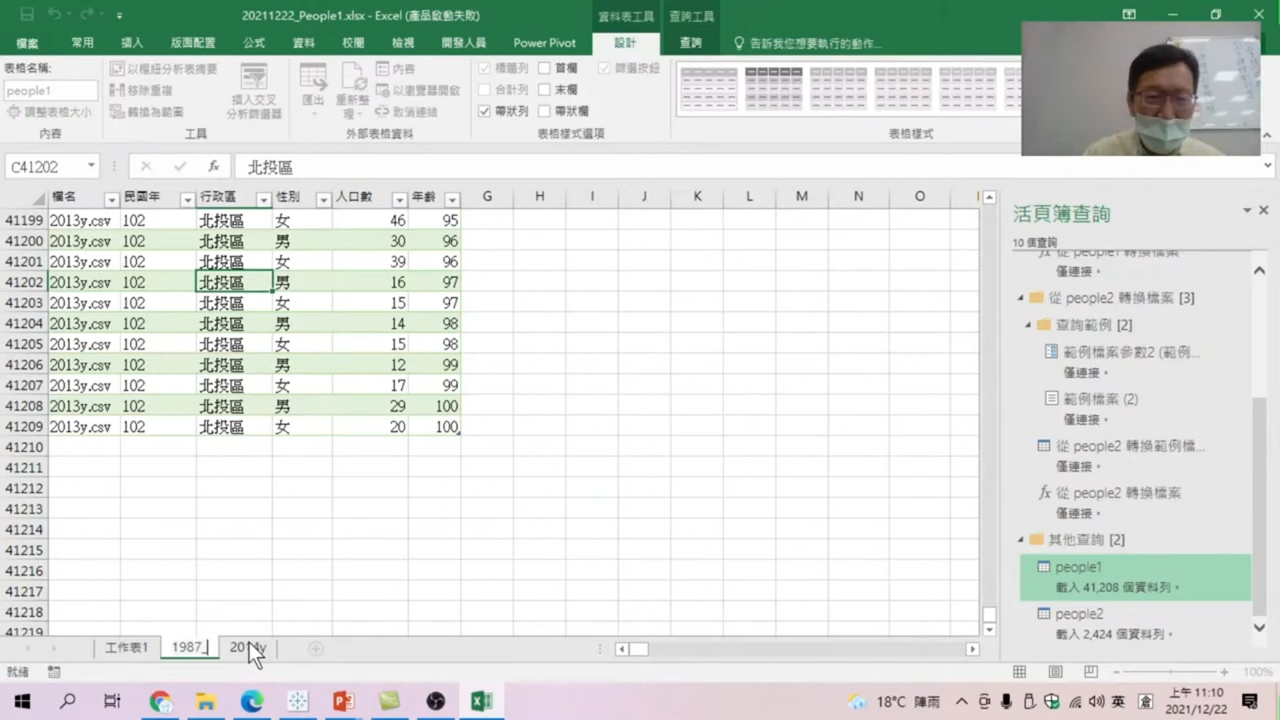 20211222_People1.xlsx - Excel (產品啟動失敗)
資料表工具
查詢工具
檔案
常用
插入
版面配置
公式
資料
校閱
檢視
開發人員
Power Pivot
設計
查詢
告訴我您想要執行的動作...
表格名稱:
people1
調整表格大小
內容
以樞紐分析表摘要
移除重複
轉換為範圍
插入交叉
分析篩選器
工具
匯出
重新整
理
內容
以瀏覽器開啟
取消連結
外部表格資料
標題列
首欄
篩選按鈕
合計列
末欄
帶狀列
帶狀欄
表格樣式選項
表格樣式
C41202
fx
北投區
檔名 民國年 行政區 性別 人口數 年齡 G H I J K L M N O
41199 2013y.csv 102 北投區 女 46 95
41200 2013y.csv 102 北投區 男 30 96
41201 2013y.csv 102 北投區 女 39 96
41202 2013y.csv 102 北投區 男 16 97
41203 2013y.csv 102 北投區 女 15 97
41204 2013y.csv 102 北投區 男 14 98
41205 2013y.csv 102 北投區 女 15 98
41206 2013y.csv 102 北投區 男 12 99
41207 2013y.csv 102 北投區 女 17 99
41208 2013y.csv 102 北投區 男 29 100
41209 2013y.csv 102 北投區 女 20 100
41210
41211
41212
41213
41214
41215
41216
41217
41218
41219
活頁簿查詢
10 個查詢
fx 從 people1 轉換檔案
僅連接。
從 people2 轉換檔案 [3]
查詢範例 [2]
範例檔案參數2 (範例...
僅連接。
範例檔案 (2)
僅連接。
從 people2 轉換範例檔...
僅連接。
fx 從 people2 轉換檔案
僅連接。
其他查詢 [2]
people1
載入 41,208 個資料列。
people2
載入 2,424 個資料列。
工作表1
1987_
就緒
100%
18°C 陣雨
英
倉
上午 11:10
2021/12/22